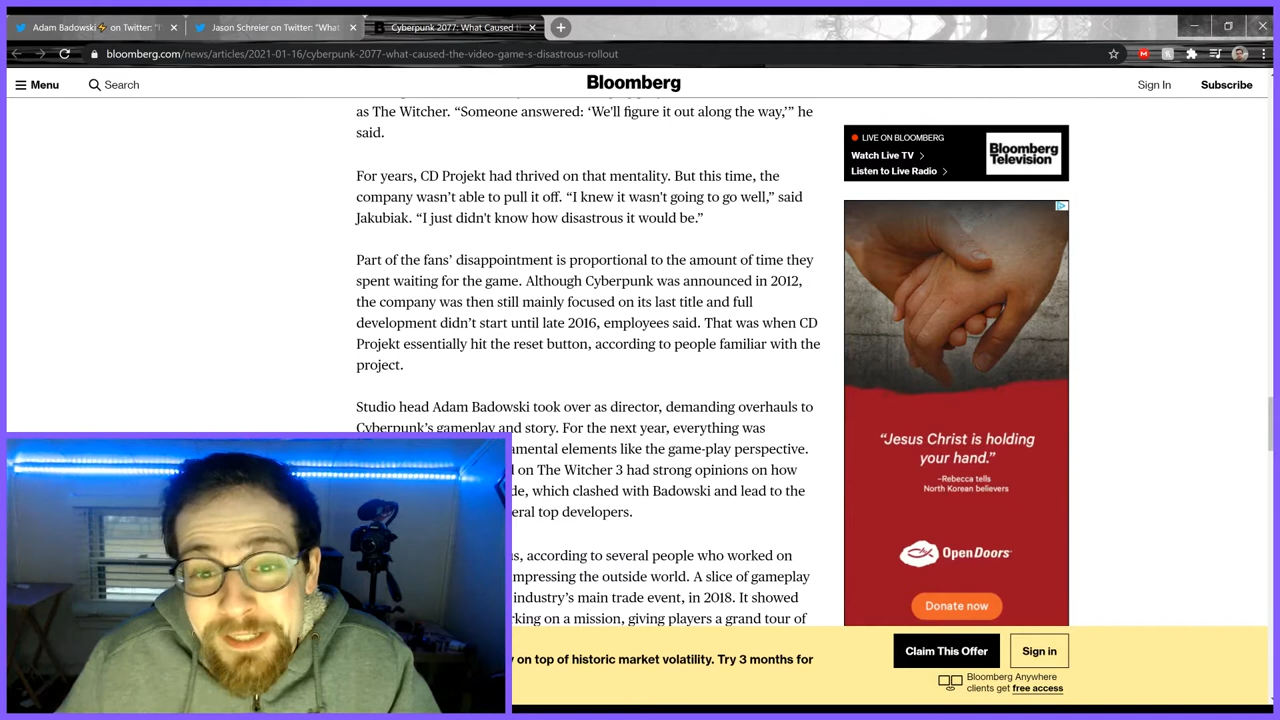 Adam Badowski⚡ on Twitter: "
Jason Schreier on Twitter: "What
Cyberpunk 2077: What Caused t
bloomberg.com/news/articles/2021-01-16/cyberpunk-2077-what-caused-the-video-game-s-disastrous-rollout
Menu
Search
Bloomberg
Sign In
Subscribe
as The Witcher. “Someone answered: ‘We'll figure it out along the way,’” he
said.
For years, CD Projekt had thrived on that mentality. But this time, the
company wasn’t able to pull it off. “I knew it wasn't going to go well,” said
Jakubiak. “I just didn't know how disastrous it would be.”
Part of the fans’ disappointment is proportional to the amount of time they
spent waiting for the game. Although Cyberpunk was announced in 2012,
the company was then still mainly focused on its last title and full
development didn’t start until late 2016, employees said. That was when CD
Projekt essentially hit the reset button, according to people familiar with the
project.
Studio head Adam Badowski took over as director, demanding overhauls to
Cyberpunk’s gameplay and story. For the next year, everything was
amental elements like the game-play perspective.
d on The Witcher 3 had strong opinions on how
de, which clashed with Badowski and lead to the
eral top developers.
us, according to several people who worked on
mpressing the outside world. A slice of gameplay
industry’s main trade event, in 2018. It showed
rking on a mission, giving players a grand tour of
LIVE ON BLOOMBERG
Watch Live TV >
Listen to Live Radio >
Bloomberg
Television
“Jesus Christ is holding
your hand.”
–Rebecca tells
North Korean believers
OpenDoors
Donate now
y on top of historic market volatility. Try 3 months for
Claim This Offer
Sign in
Bloomberg Anywhere
clients get free access